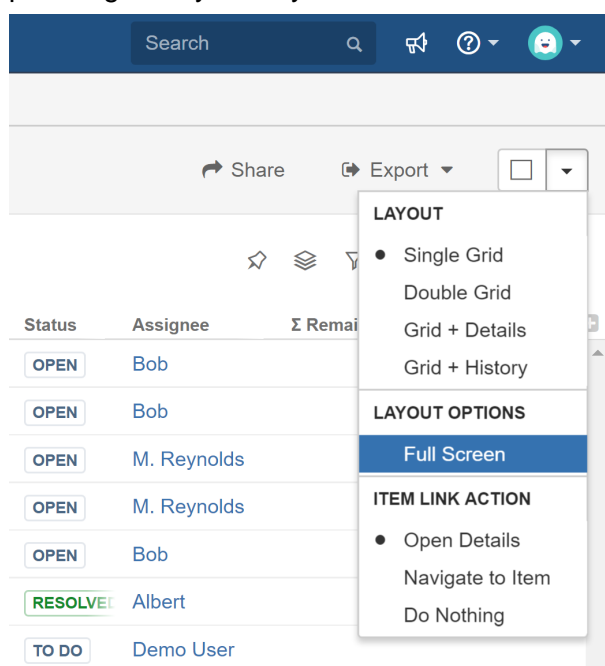 Search
Share
Export
LAYOUT
Single Grid
Double Grid
Grid + Details
Grid + History
LAYOUT OPTIONS
Full Screen
ITEM LINK ACTION
Open Details
Navigate to Item
Do Nothing
Status Assignee Σ Remai
OPEN Bob
OPEN Bob
OPEN M. Reynolds
OPEN M. Reynolds
OPEN Bob
RESOLVED Albert
TO DO Demo User